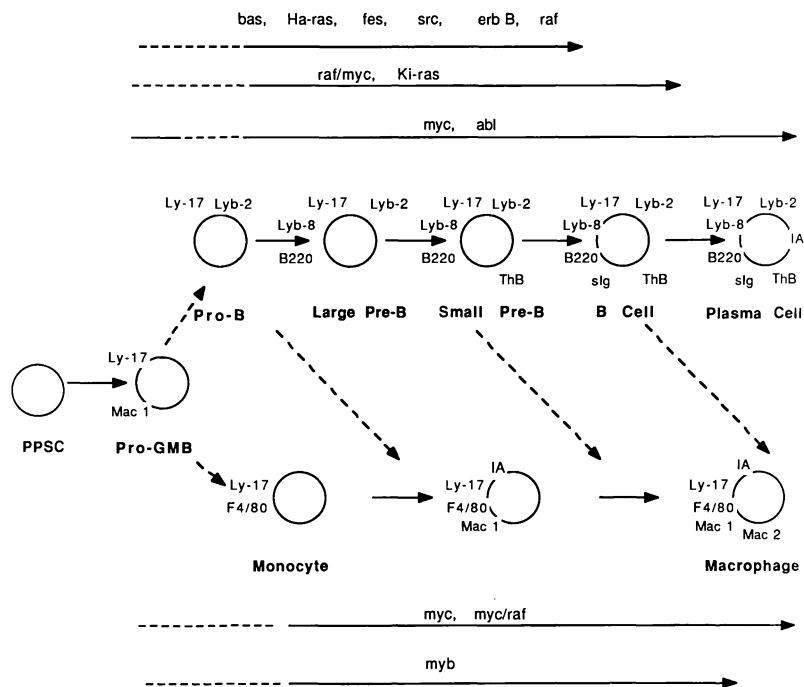 bas, Ha-ras, fes, src, erb B, raf
raf/myc, Ki-ras
myc, abl
Ly-17 Lyb-2 Ly-17 Lyb-2 Ly-17 Lyb-2 Ly-17 Lyb-2 Ly-17 Lyb-2
Lyb-8 Lyb-8 Lyb-8 Lyb-8
IA
B220 B220 B220 B220
ThB sIg ThB sIg ThB
Pro-B Large Pre-B Small Pre-B B Cell Plasma Cell
Ly-17
Mac 1
PPSC Pro-GMB
IA IA
Ly-17 Ly-17 Ly-17
F4/80 F4/80 F4/80
Mac 1 Mac 1 Mac 2
Monocyte Macrophage
myc, myc/raf
myb